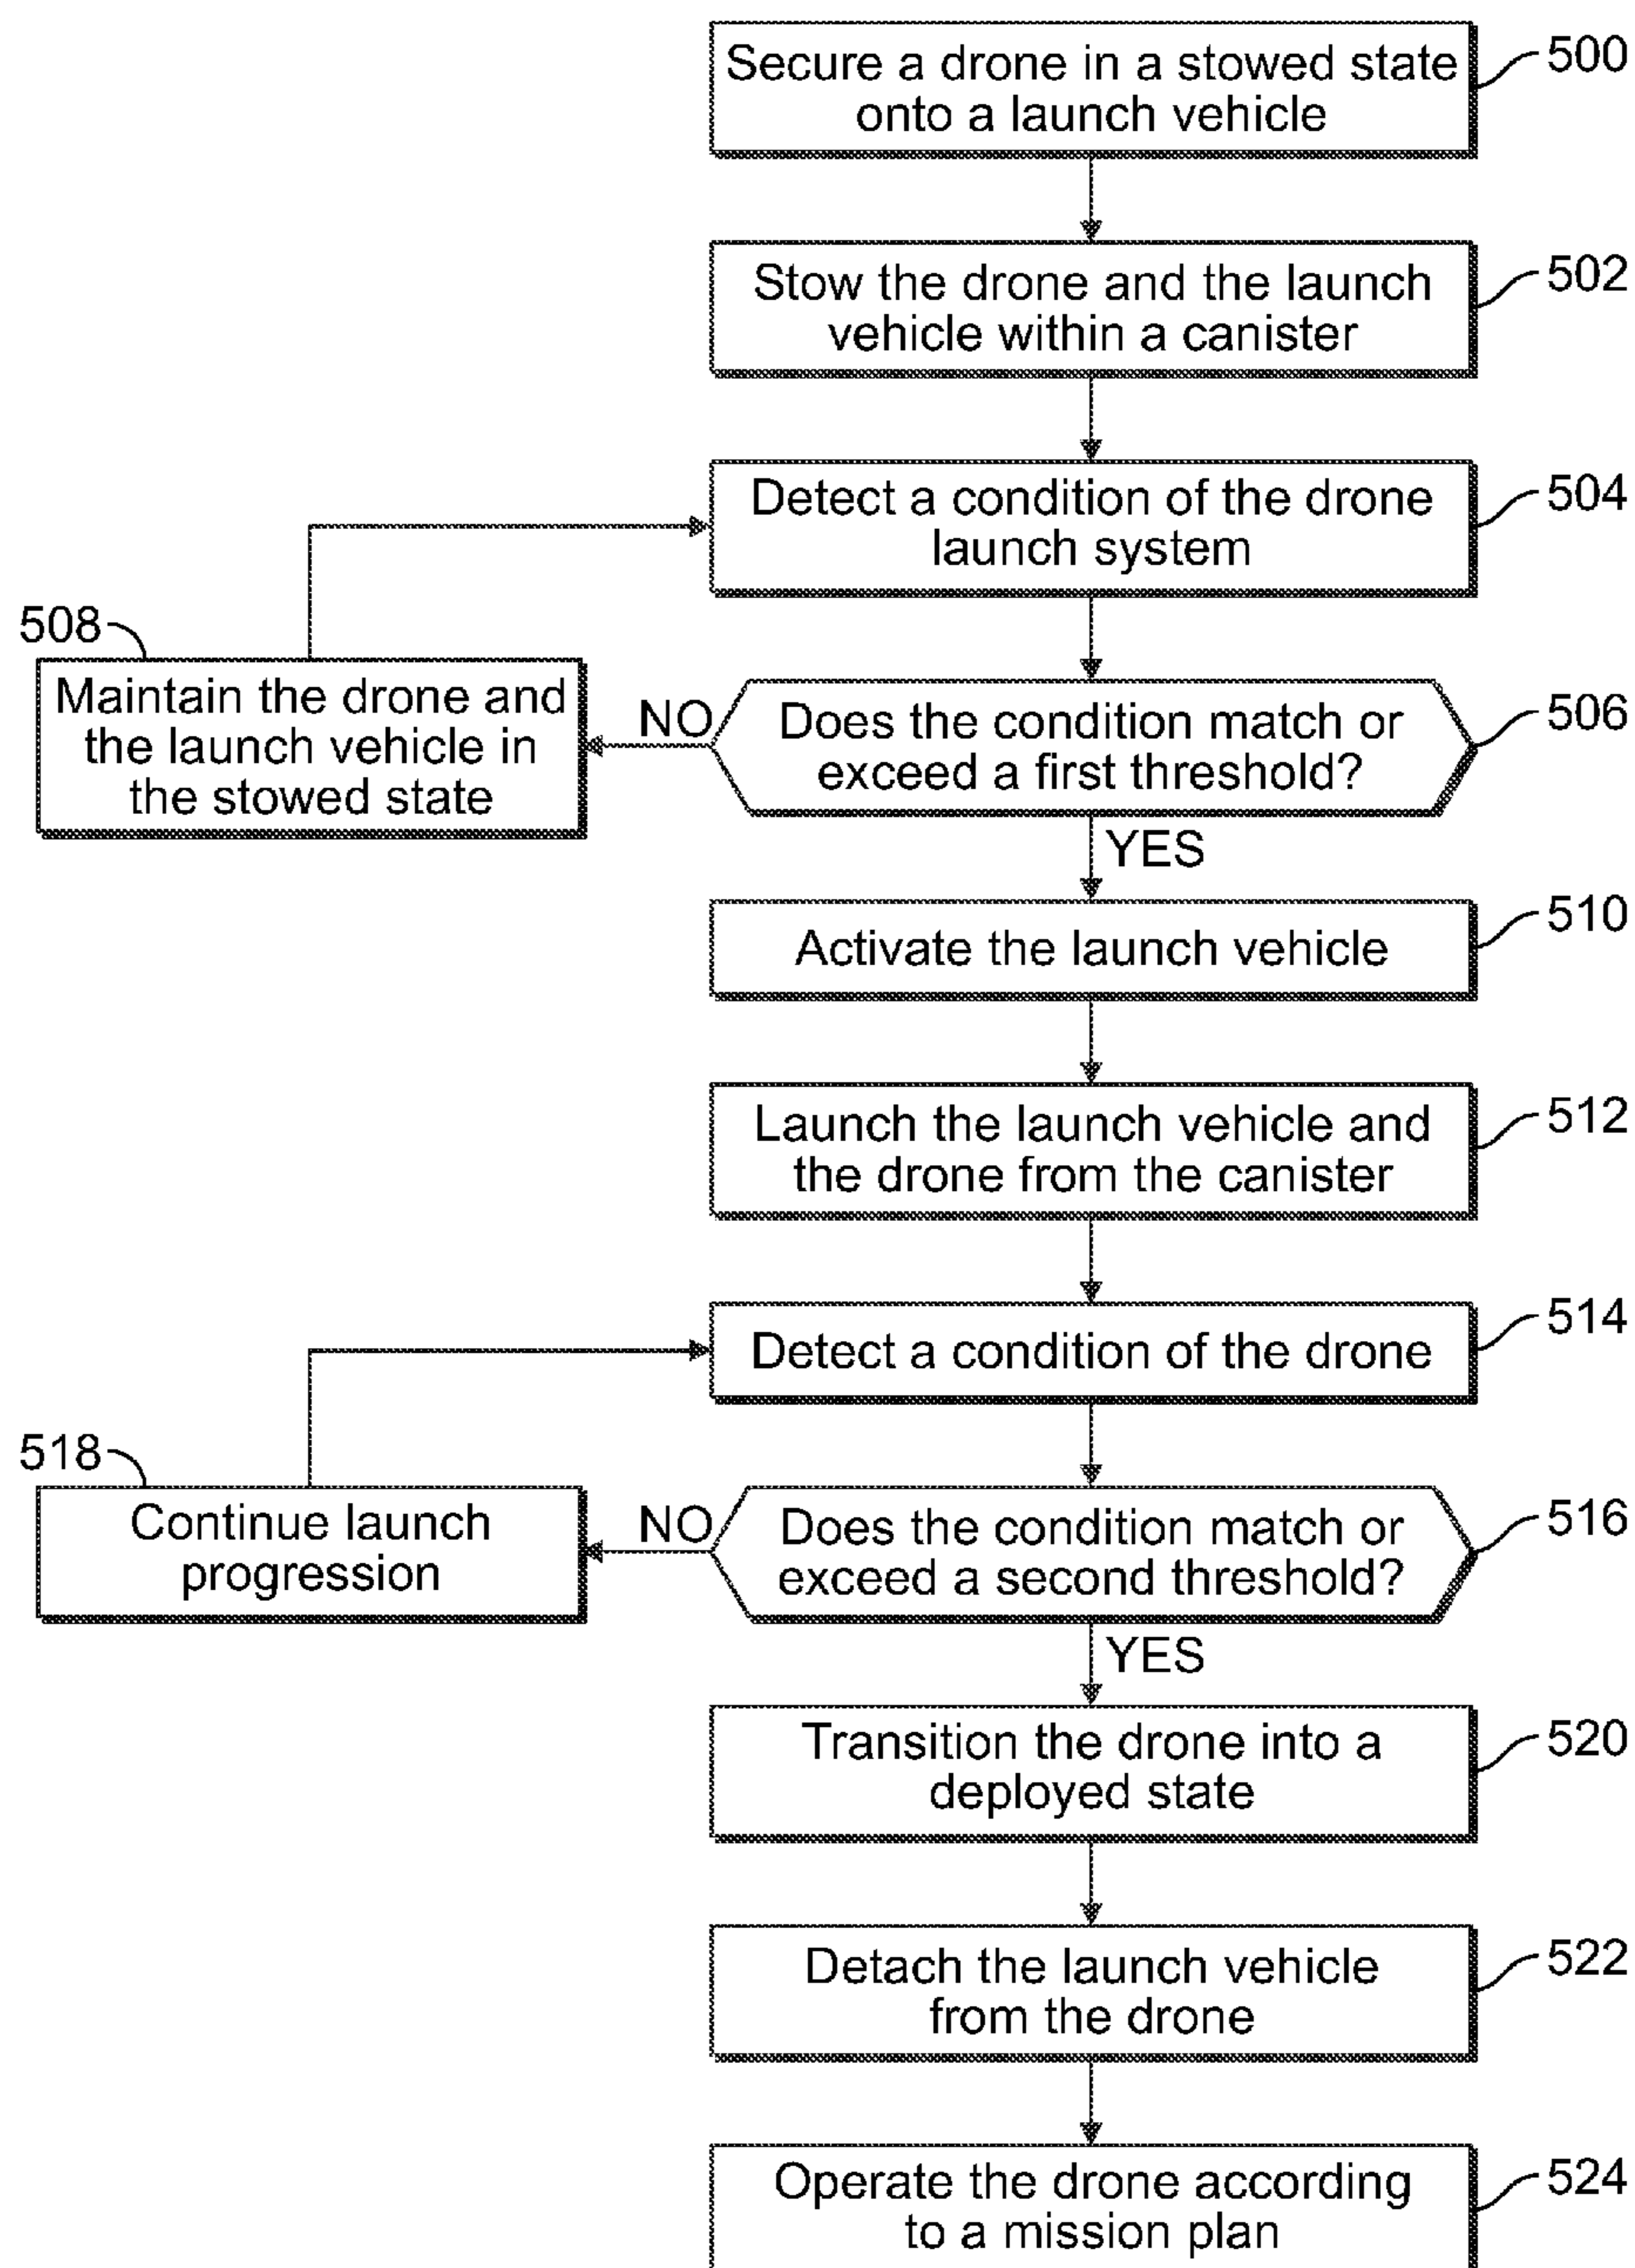 Secure a drone in a stowed state
onto a launch vehicle
500
Stow the drone and the launch
vehicle within a canister
502
Detect a condition of the drone
launch system
504
Does the condition match or
exceed a first threshold?
506
NO
508
Maintain the drone and
the launch vehicle in
the stowed state
YES
Activate the launch vehicle
510
Launch the launch vehicle and
the drone from the canister
512
Detect a condition of the drone
514
Does the condition match or
exceed a second threshold?
516
NO
518
Continue launch
progression
YES
Transition the drone into a
deployed state
520
Detach the launch vehicle
from the drone
522
Operate the drone according
to a mission plan
524